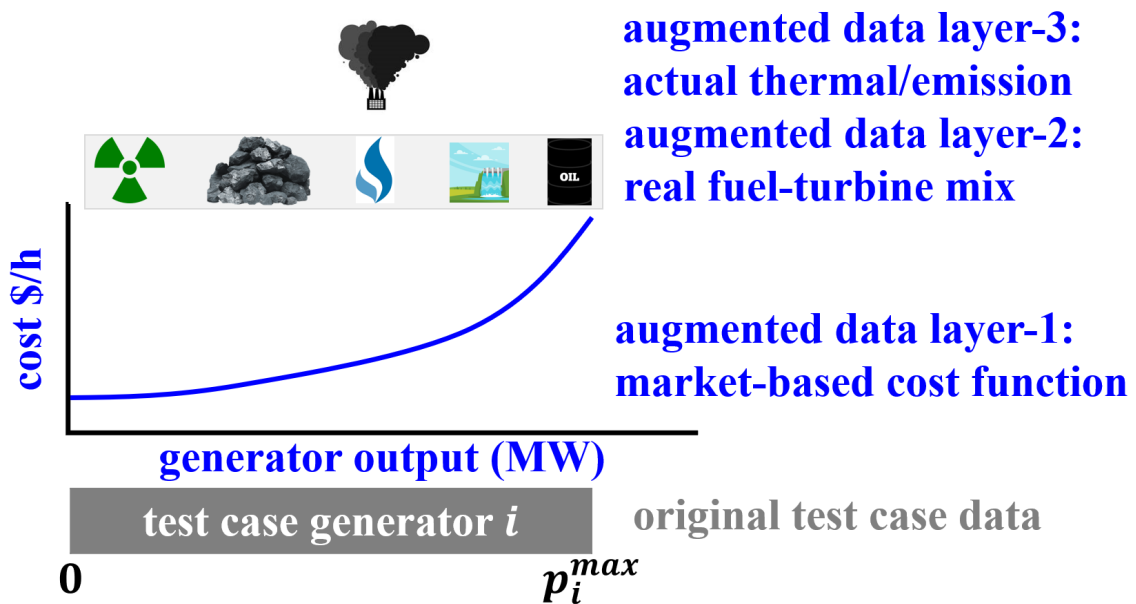 augmented data layer-3:
actual thermal/emission
augmented data layer-2:
real fuel-turbine mix
OIL
cost $/h
augmented data layer-1:
market-based cost function
generator output (MW)
test case generator i
original test case data
0
p_i^max